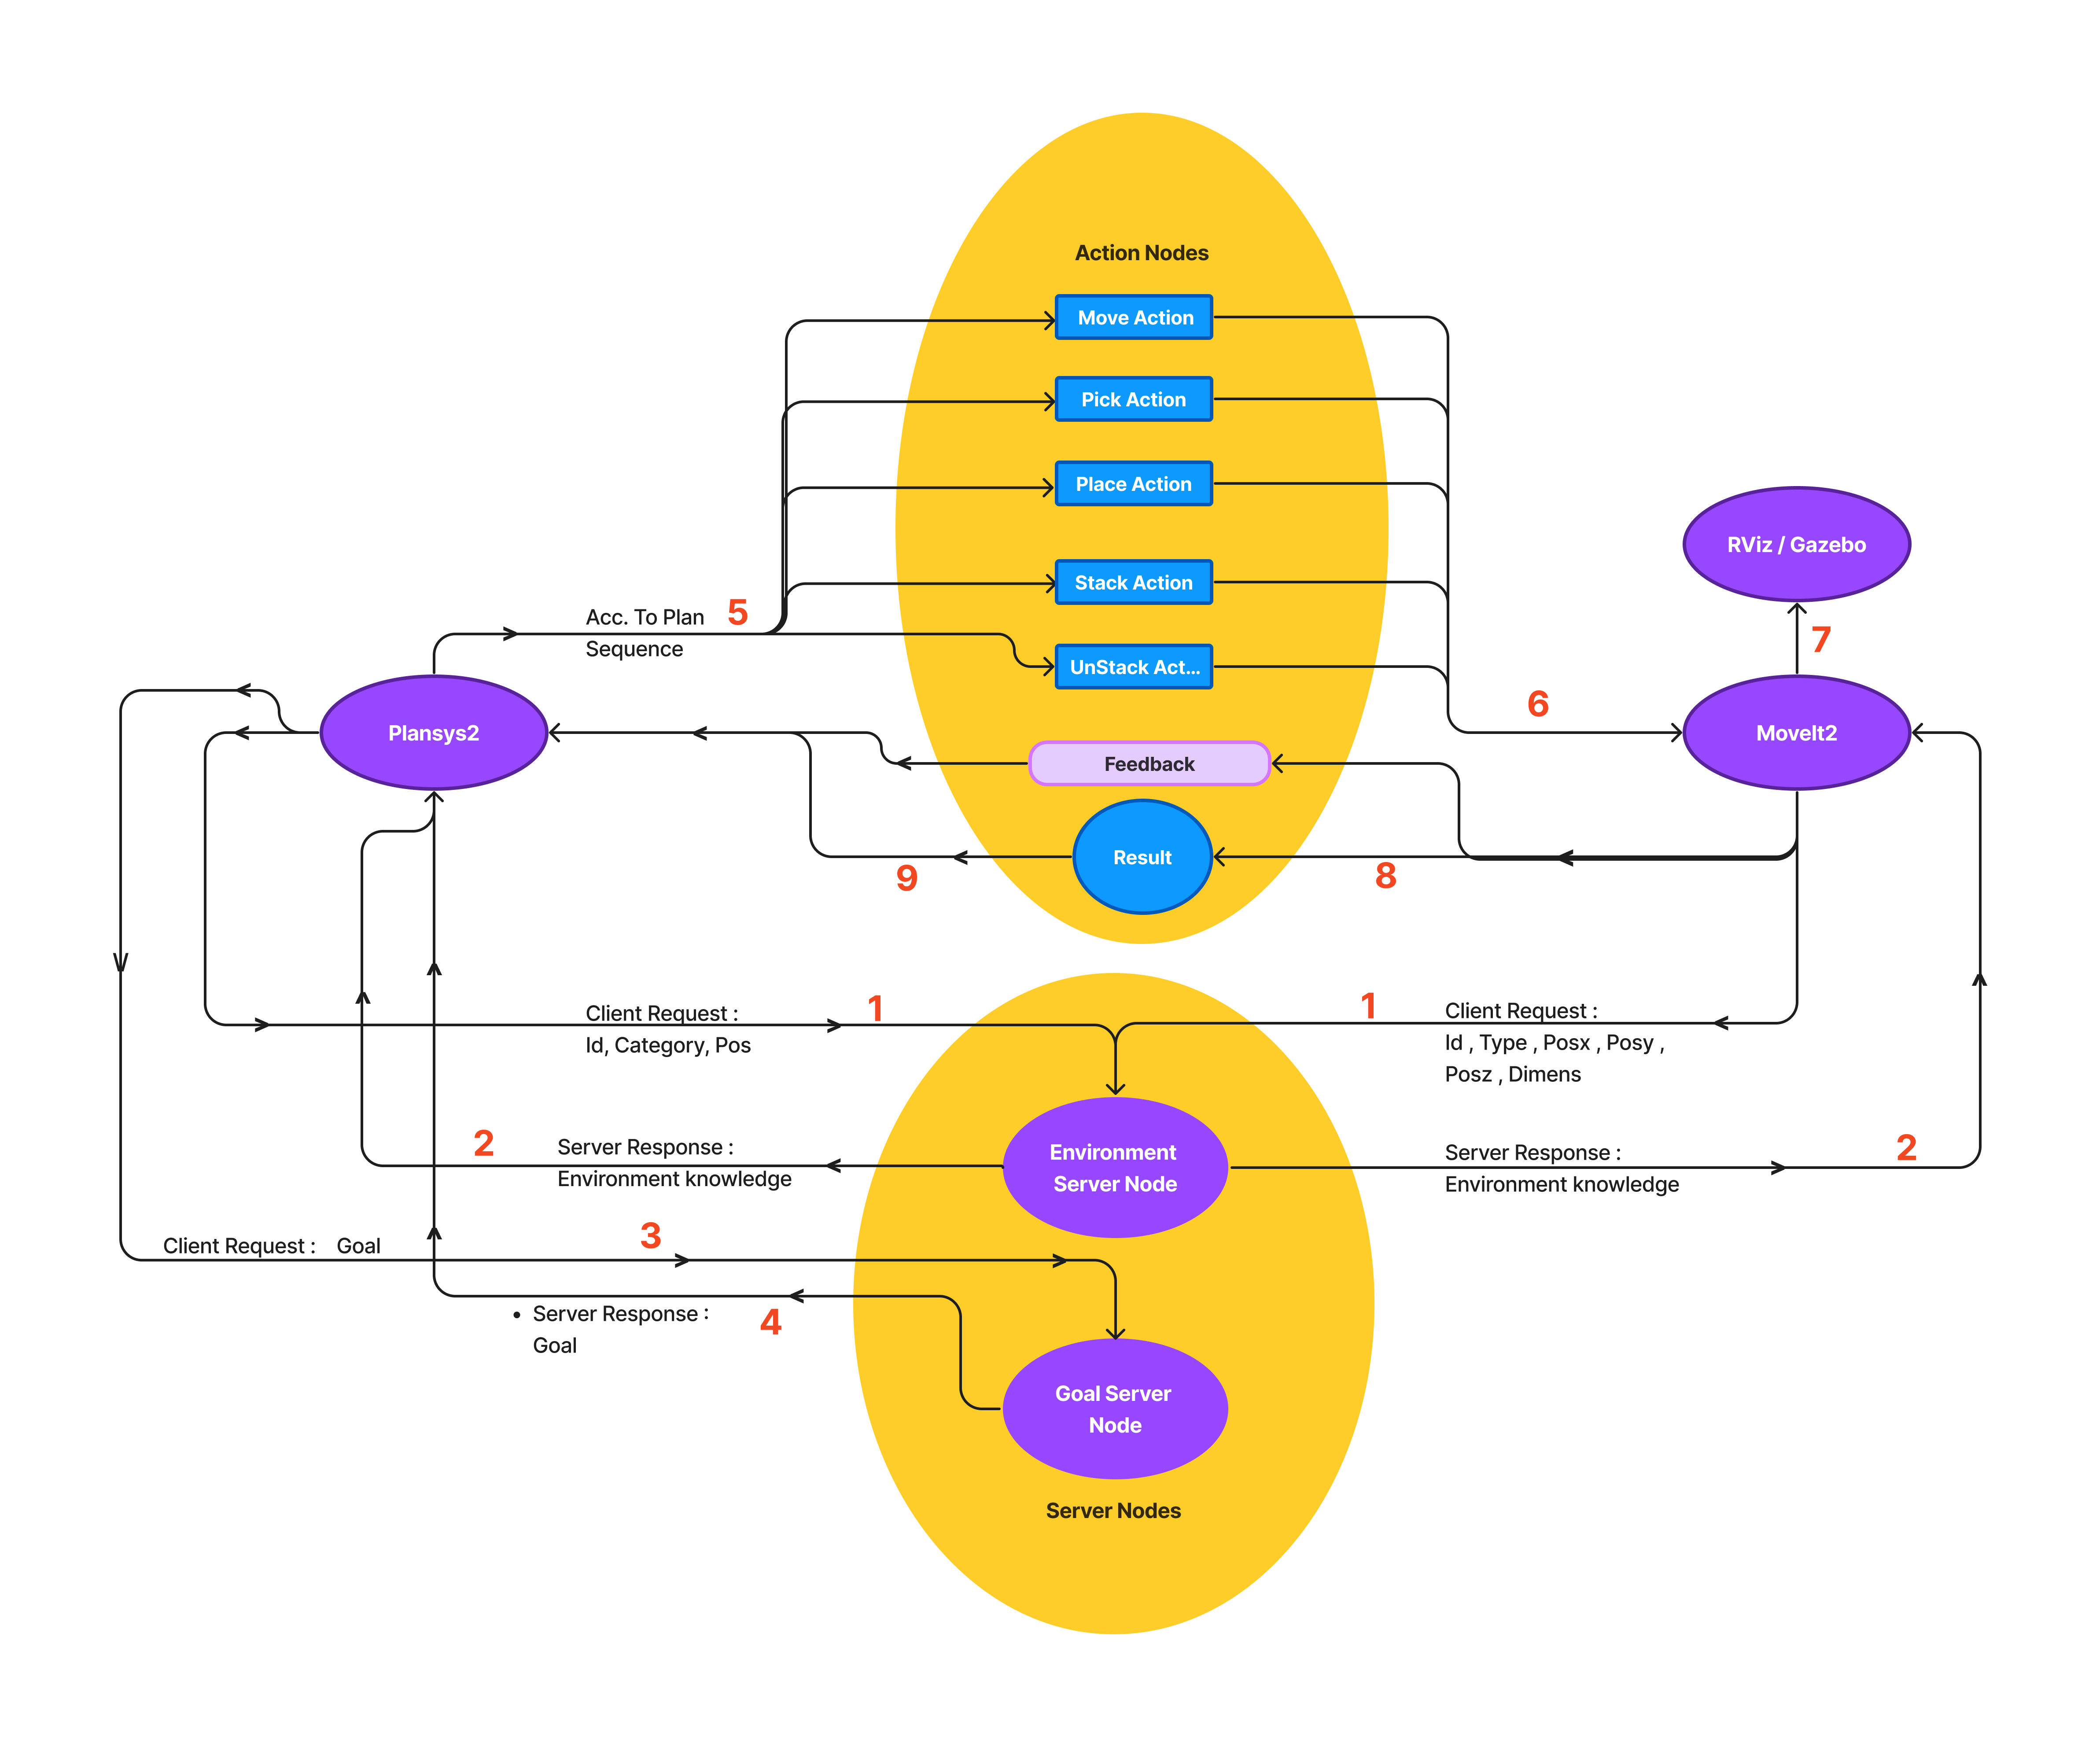 Action Nodes
Move Action
Pick Action
Place Action
RViz / Gazebo
Stack Action
Acc. To Plan
Sequence
5
7
UnStack Act...
6
Plansys2
MoveIt2
Feedback
Result
9
8
Client Request :
Id, Category, Pos
1
1
Client Request :
Id , Type , Posx , Posy ,
Posz , Dimens
2
Server Response :
Environment knowledge
Environment
Server Node
Server Response :
Environment knowledge
2
Client Request : Goal
3
• Server Response :
Goal
4
Goal Server
Node
Server Nodes